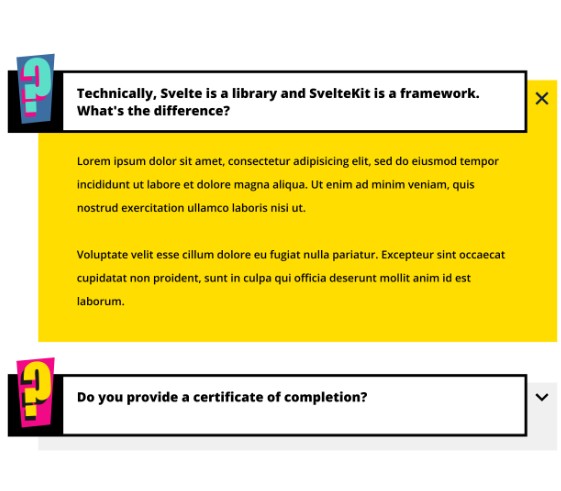 ?
Technically, Svelte is a library and SvelteKit is a framework.
What's the difference?
Lorem ipsum dolor sit amet, consectetur adipisicing elit, sed do eiusmod tempor
incididunt ut labore et dolore magna aliqua. Ut enim ad minim veniam, quis
nostrud exercitation ullamco laboris nisi ut.
Voluptate velit esse cillum dolore eu fugiat nulla pariatur. Excepteur sint occaecat
cupidatat non proident, sunt in culpa qui officia deserunt mollit anim id est
laborum.
?
Do you provide a certificate of completion?